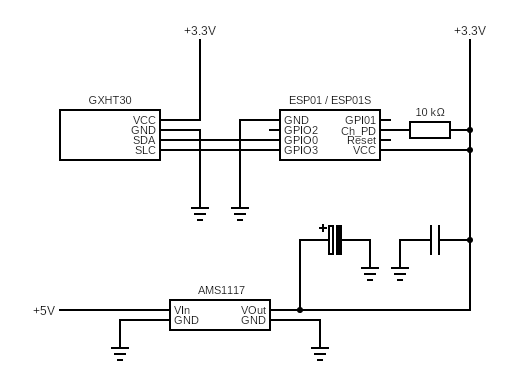 +3.3V
+3.3V
GXHT30
ESP01 / ESP01S
10 kΩ
VCC
GND
SDA
SLC
GND
GPIO2
GPIO0
GPIO3
GPI01
Ch_PD
Reset
VCC
+
AMS1117
+5V
VIn
GND
VOut
GND